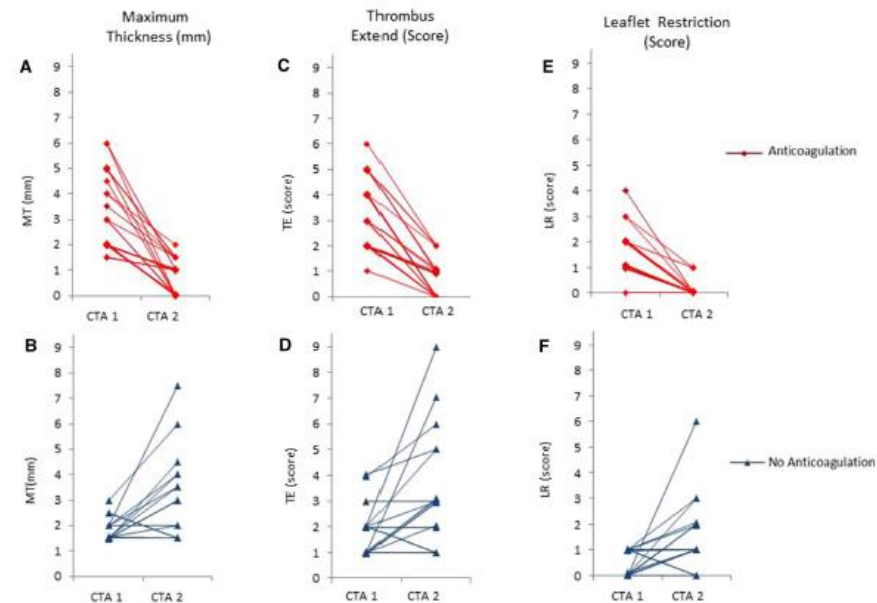 Maximum
Thickness (mm)
Thrombus
Extend (Score)
Leaflet Restriction
(Score)
A
9
8
7
6
5
4
3
2
1
0
MT (mm)
CTA 1 CTA 2
C
9
8
7
6
5
4
3
2
1
0
TE (score)
CTA 1 CTA 2
E
9
8
7
6
5
4
3
2
1
0
LR (score)
CTA 1 CTA 2
Anticoagulation
B
9
8
7
6
5
4
3
2
1
0
MT(mm)
CTA 1 CTA 2
D
9
8
7
6
5
4
3
2
1
0
TE (score)
CTA 1 CTA 2
F
9
8
7
6
5
4
3
2
1
0
LR (score)
CTA 1 CTA 2
No Anticoagulation